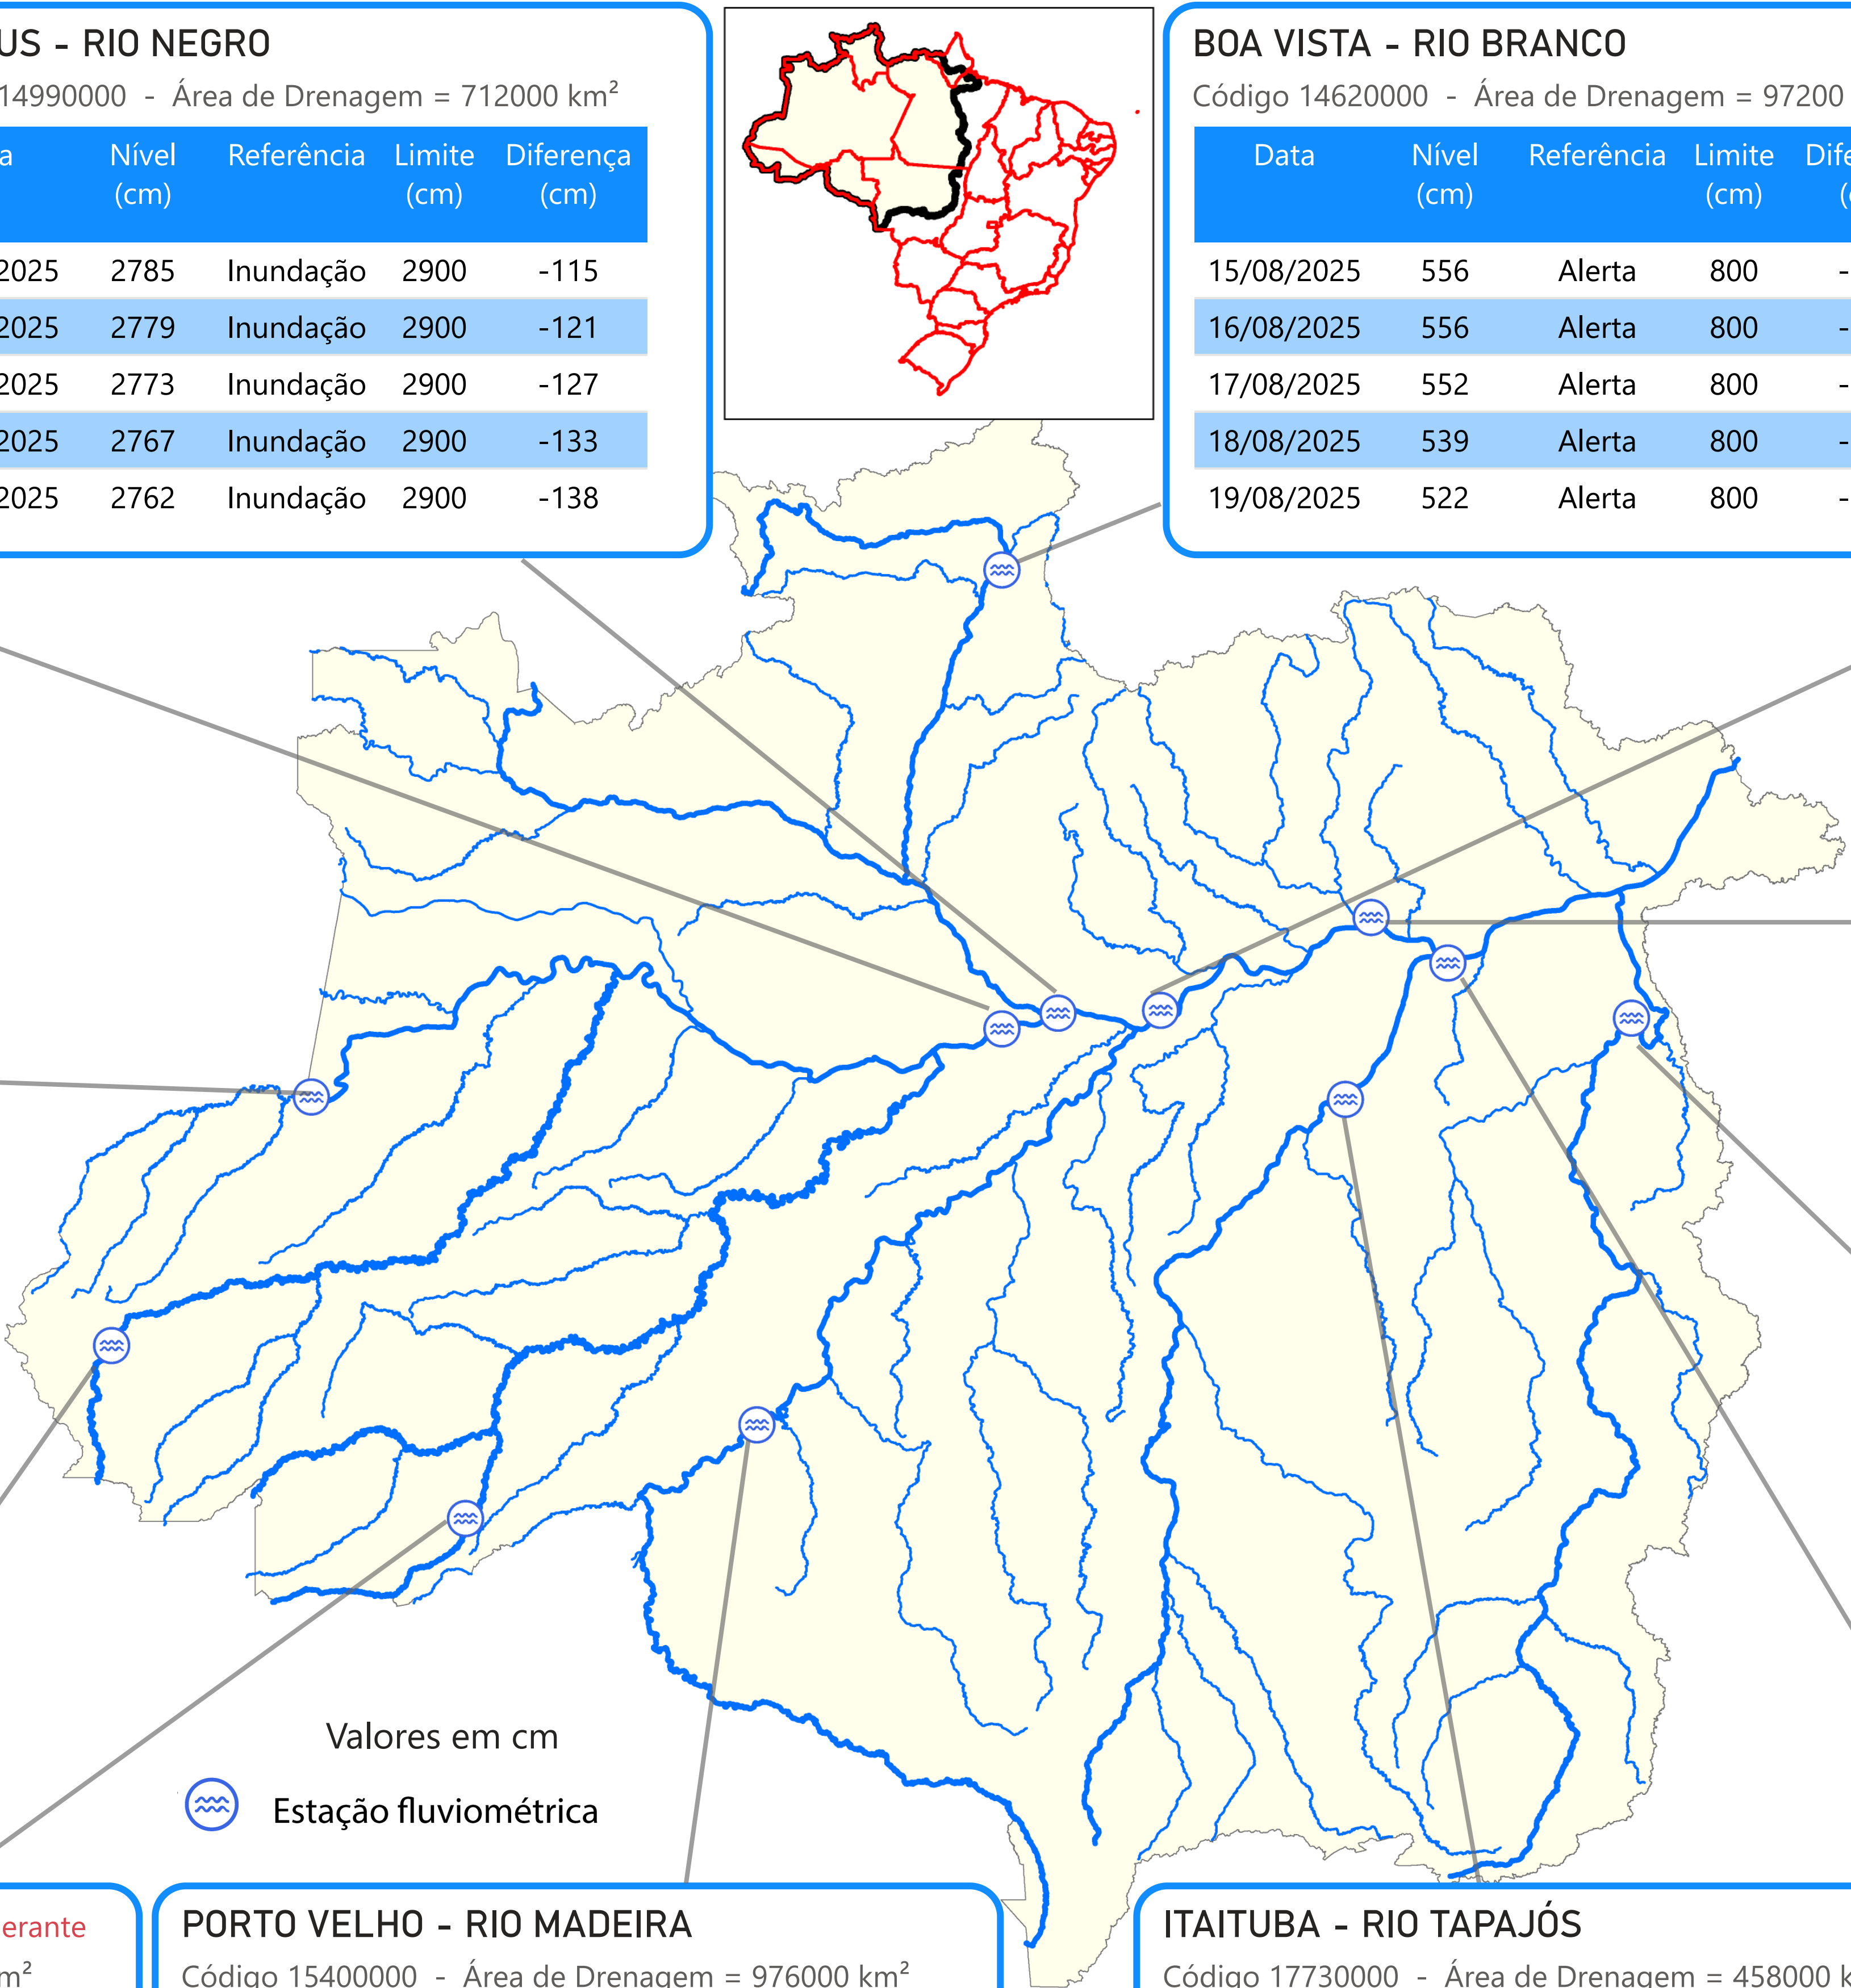 US - RIO NEGRO
14990000 - Área de Drenagem = 712000 km²
a Nível (cm) Referência Limite (cm) Diferença (cm)
2025 2785 Inundação 2900 -115
2025 2779 Inundação 2900 -121
2025 2773 Inundação 2900 -127
2025 2767 Inundação 2900 -133
2025 2762 Inundação 2900 -138
BOA VISTA - RIO BRANCO
Código 14620000 - Área de Drenagem = 97200
Data Nível (cm) Referência Limite (cm) Dife
15/08/2025 556 Alerta 800 -
16/08/2025 556 Alerta 800 -
17/08/2025 552 Alerta 800 -
18/08/2025 539 Alerta 800 -
19/08/2025 522 Alerta 800 -
Valores em cm
Estação fluviométrica
erante
m²
PORTO VELHO - RIO MADEIRA
Código 15400000 - Área de Drenagem = 976000 km²
ITAITUBA - RIO TAPAJÓS
Código 17730000 - Área de Drenagem = 458000 k